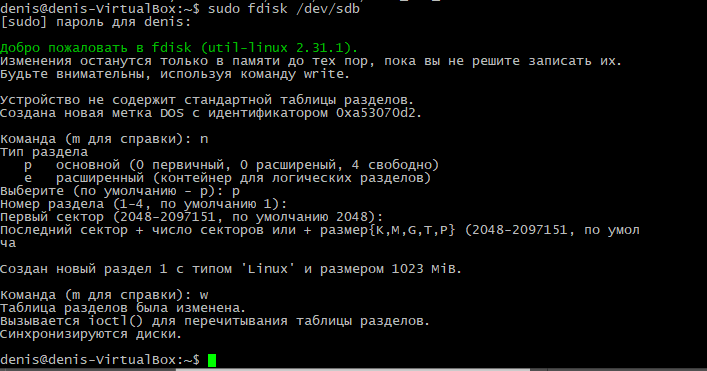 denis@denis-VirtualBox:~$ sudo fdisk /dev/sdb
[sudo] пароль для denis:
Добро пожаловать в fdisk (util-linux 2.31.1).
Изменения останутся только в памяти до тех пор, пока вы не решите записать их.
Будьте внимательны, используя команду write.
Устройство не содержит стандартной таблицы разделов.
Создана новая метка DOS с идентификатором 0xa53070d2.
Команда (m для справки): n
Тип раздела
p основной (0 первичный, 0 расширеный, 4 свободно)
e расширенный (контейнер для логических разделов)
Выберите (по умолчанию - p): p
Номер раздела (1-4, по умолчанию 1):
Первый сектор (2048-2097151, по умолчанию 2048):
Последний сектор + число секторов или + размер{K,M,G,T,P} (2048-2097151, по умол
ча
Создан новый раздел 1 с типом 'Linux' и размером 1023 MiB.
Команда (m для справки): w
Таблица разделов была изменена.
Вызывается ioctl() для перечитывания таблицы разделов.
Синхронизируются диски.
denis@denis-VirtualBox:~$